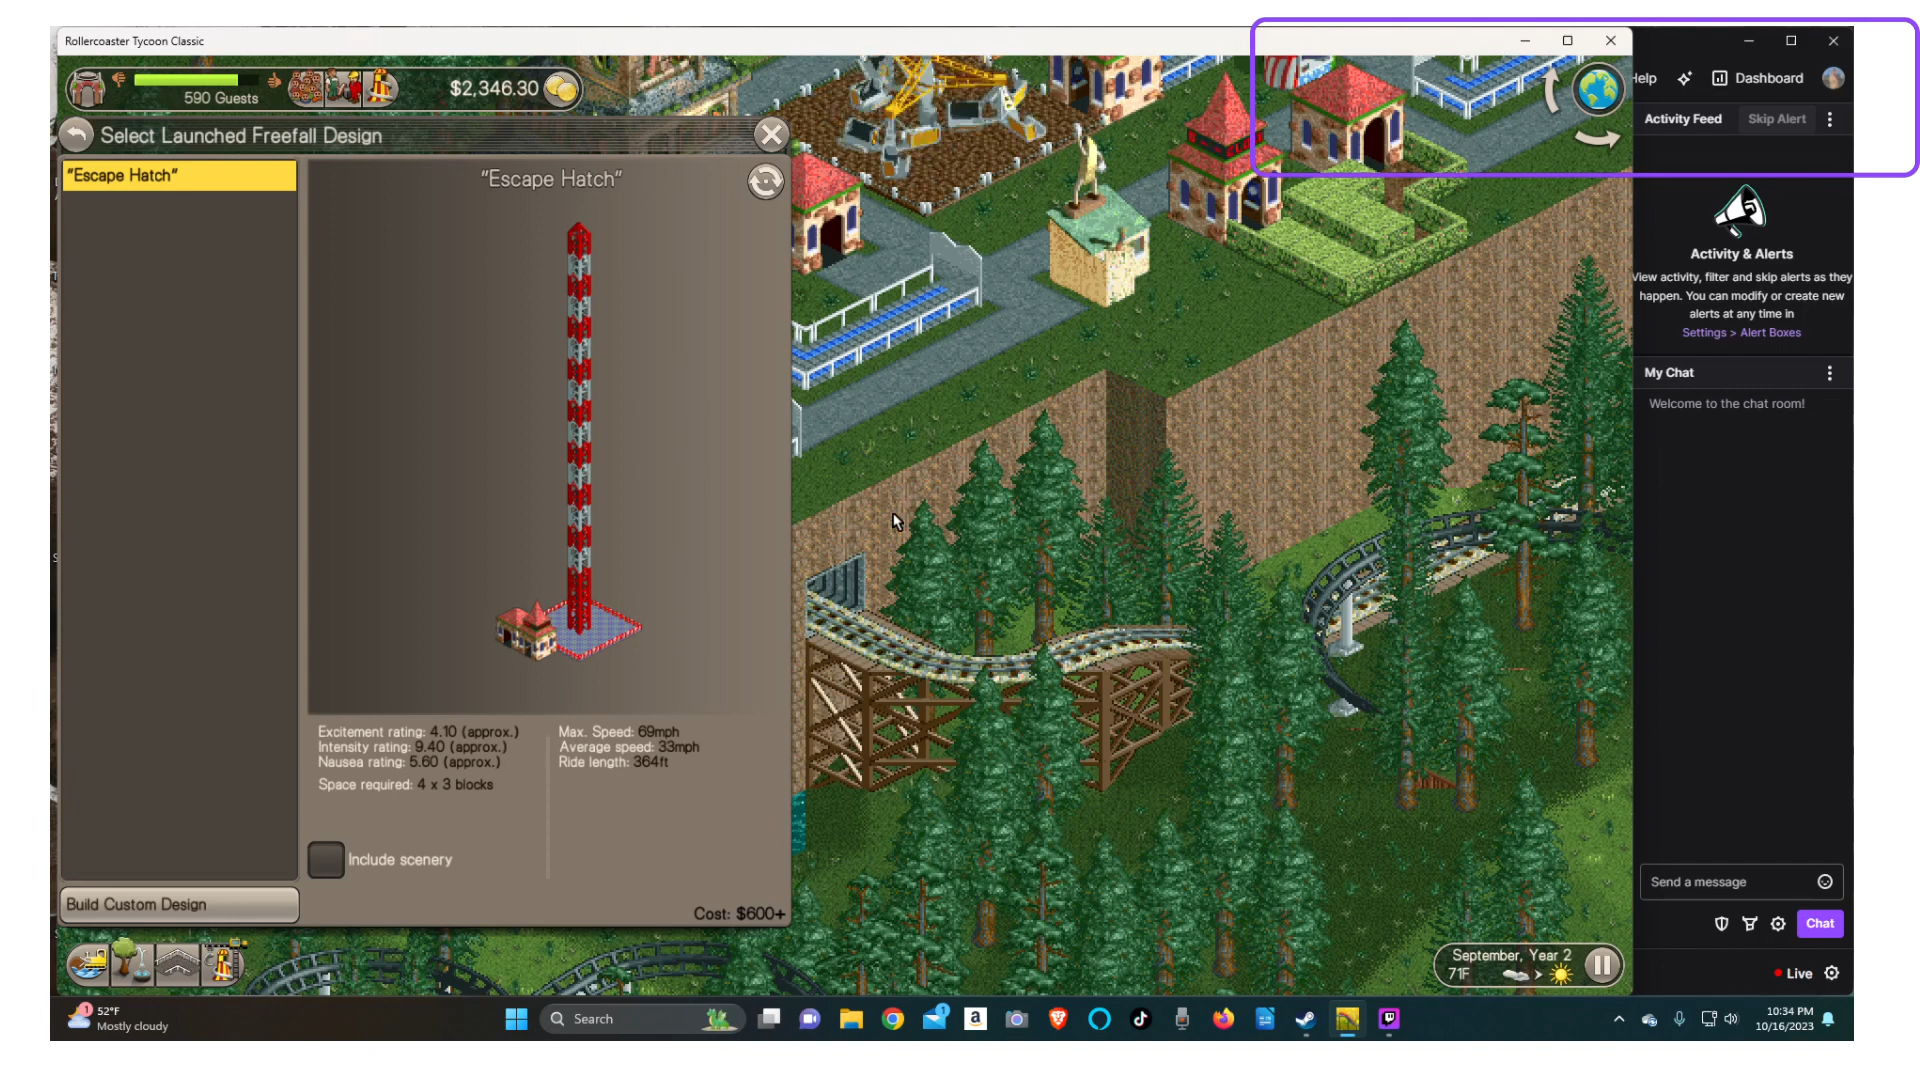 Rollercoaster Tycoon Classic
590 Guests
$2,346.30
Select Launched Freefall Design
"Escape Hatch"
"Escape Hatch"
Excitement rating: 4.10 (approx.)
Intensity rating: 9.40 (approx.)
Nausea rating: 5.60 (approx.)
Space required: 4 x 3 blocks
Max. Speed: 69mph
Average speed: 33mph
Ride length: 364ft
Include scenery
Build Custom Design
Cost: $600+
September, Year 2
71F
Help
Dashboard
Activity Feed
Skip Alert
Activity & Alerts
View activity, filter and skip alerts as they
happen. You can modify or create new
alerts at any time in
Settings > Alert Boxes
My Chat
Welcome to the chat room!
Send a message
Chat
Live
1
52°F
Mostly cloudy
Search
1
a
10:34 PM
10/16/2023